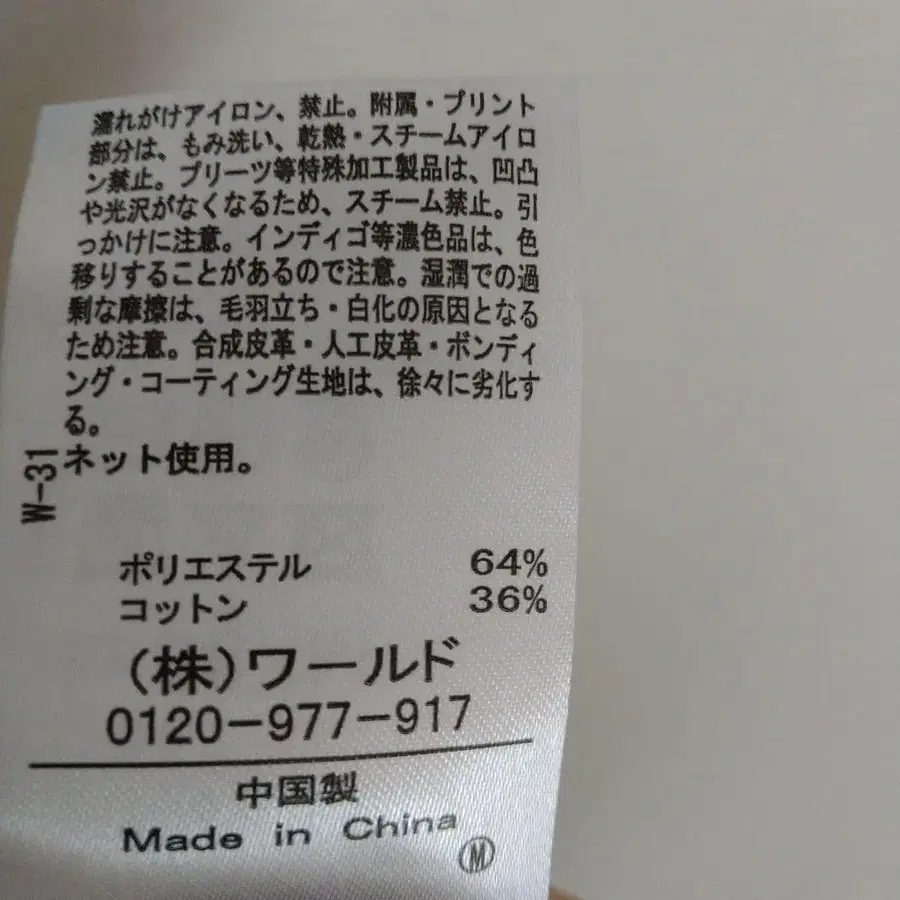 濡れがけアイロン、禁止。附属・プリント
部分は、もみ洗い、乾熱・スチームアイロ
ン禁止。プリーツ等特殊加工製品は、凹凸
や光沢がなくなるため、スチーム禁止。引
っかけに注意。インディゴ等濃色品は、色
移りすることがあるので注意。湿潤での過
剰な摩擦は、毛羽立ち・白化の原因となる
ため注意。合成皮革・人工皮革・ボンディ
ング・コーティング生地は、徐々に劣化す
る。
ネット使用。
W-31
ポリエステル 64%
コットン 36%
(株)ワールド
0120-977-917
中国製
Made in China
M